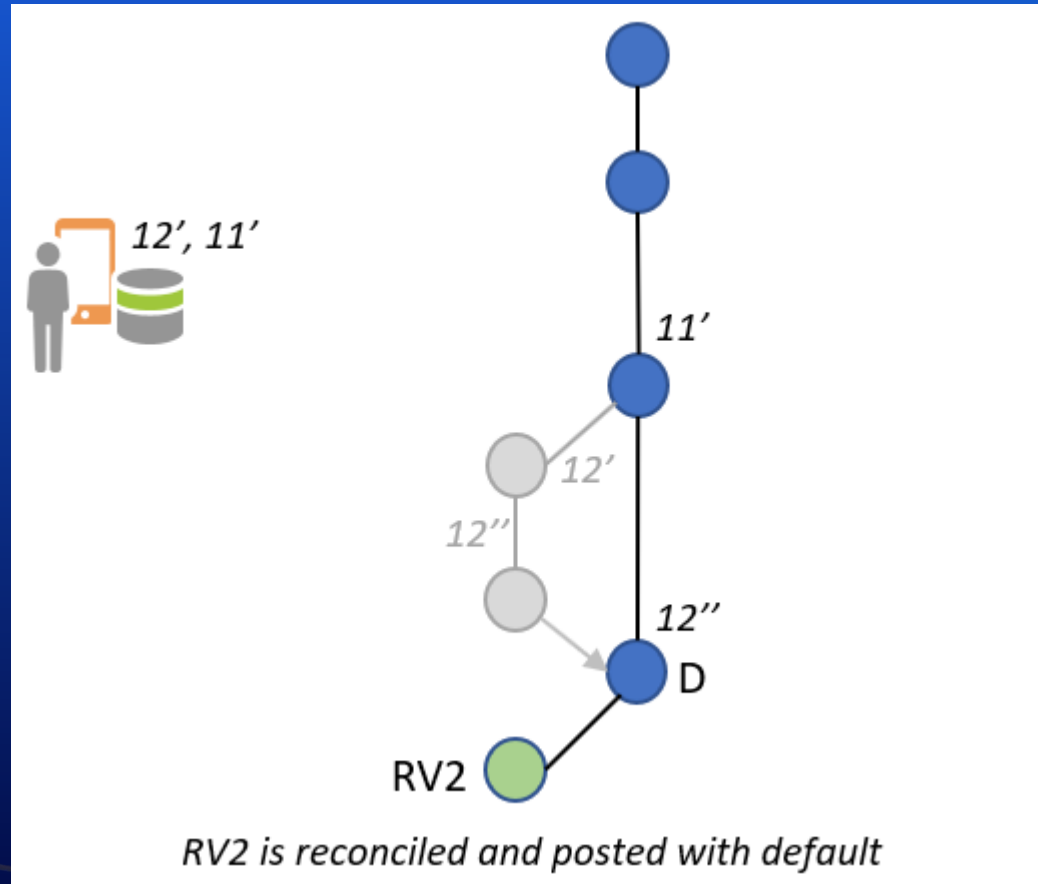 12’, 11’
11’
12’
12’’
12’’
D
RV2
RV2 is reconciled and posted with default